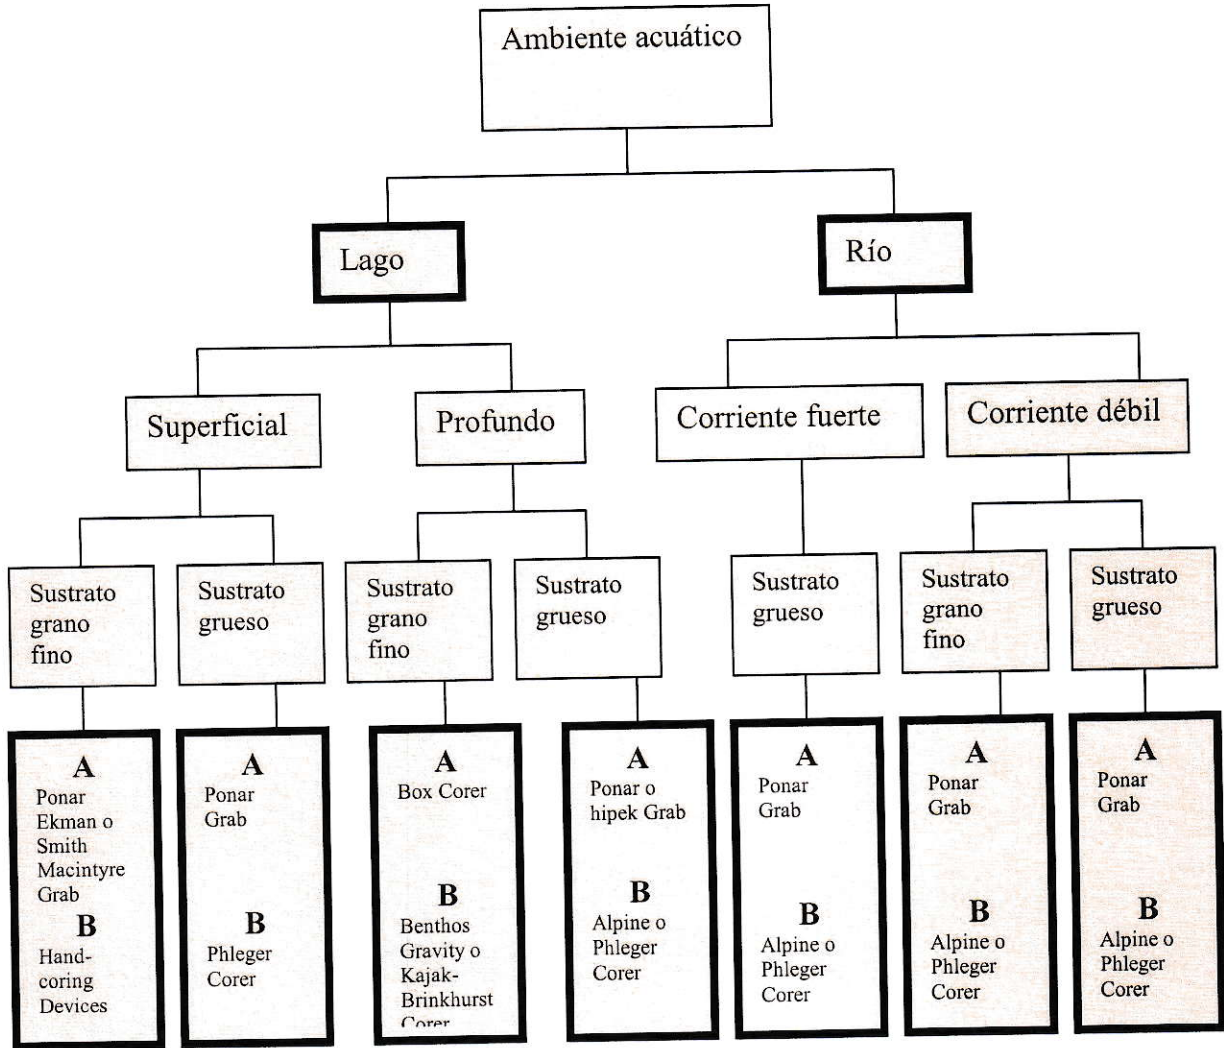 Ambiente acuático
Lago
Río
Superficial
Profundo
Corriente fuerte
Corriente débil
Sustrato
grano
fino
Sustrato
grueso
Sustrato
grano
fino
Sustrato
grueso
Sustrato
grueso
Sustrato
grano
fino
Sustrato
grueso
A
Ponar
Ekman o
Smith
Macintyre
Grab
B
Hand-
coring
Devices
A
Ponar
Grab
B
Phleger
Corer
A
Box Corer
B
Benthos
Gravity o
Kajak-
Brinkhurst
Corer
A
Ponar o
hipek Grab
B
Alpine o
Phleger
Corer
A
Ponar
Grab
B
Alpine o
Phleger
Corer
A
Ponar
Grab
B
Alpine o
Phleger
Corer
A
Ponar
Grab
B
Alpine o
Phleger
Corer